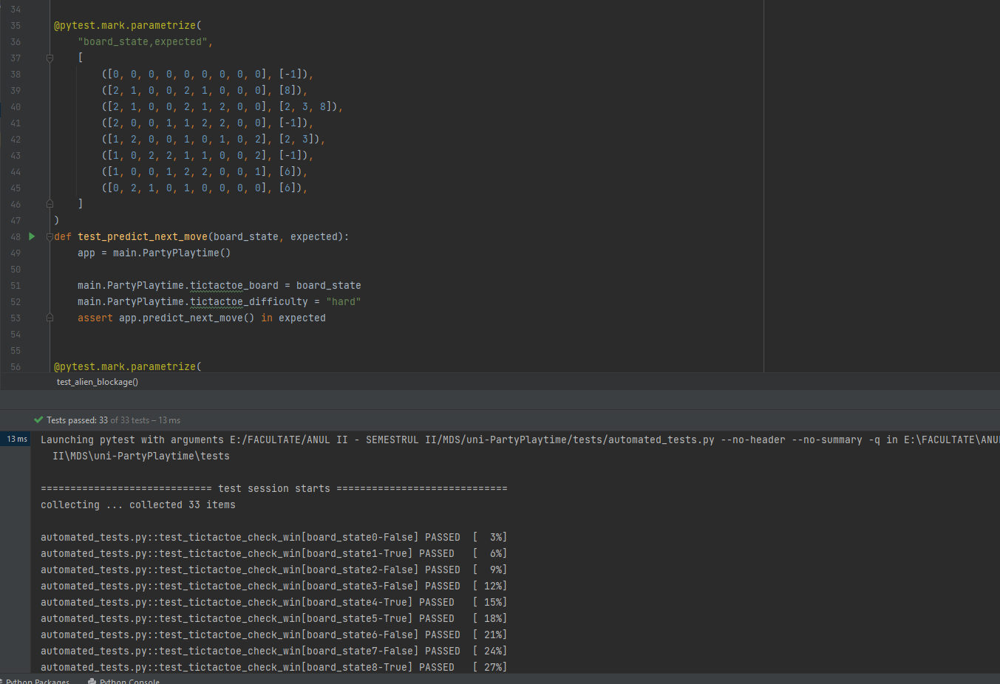 34
35 @pytest.mark.parametrize(
36 "board_state,expected",
37 [
38 ([0, 0, 0, 0, 0, 0, 0, 0, 0], [-1]),
39 ([2, 1, 0, 0, 2, 1, 0, 0, 0], [8]),
40 ([2, 1, 0, 0, 2, 1, 2, 0, 0], [2, 3, 8]),
41 ([2, 0, 0, 1, 1, 2, 2, 0, 0], [-1]),
42 ([1, 2, 0, 0, 1, 0, 1, 0, 2], [2, 3]),
43 ([1, 0, 2, 2, 1, 1, 0, 0, 2], [-1]),
44 ([1, 0, 0, 1, 2, 2, 0, 0, 1], [6]),
45 ([0, 2, 1, 0, 1, 0, 0, 0, 0], [6]),
46 ]
47 )
48 def test_predict_next_move(board_state, expected):
49 app = main.PartyPlaytime()
50
51 main.PartyPlaytime.tictactoe_board = board_state
52 main.PartyPlaytime.tictactoe_difficulty = "hard"
53 assert app.predict_next_move() in expected
54
55
56 @pytest.mark.parametrize(
test_alien_blockage()
Tests passed: 33 of 33 tests – 13 ms
13 ms Launching pytest with arguments E:/FACULTATE/ANUL II - SEMESTRUL II/MDS/uni-PartyPlaytime/tests/automated_tests.py --no-header --no-summary -q in E:\FACULTATE\ANU
II\MDS\uni-PartyPlaytime\tests
============================= test session starts =============================
collecting ... collected 33 items
automated_tests.py::test_tictactoe_check_win[board_state0-False] PASSED [ 3%]
automated_tests.py::test_tictactoe_check_win[board_state1-True] PASSED [ 6%]
automated_tests.py::test_tictactoe_check_win[board_state2-False] PASSED [ 9%]
automated_tests.py::test_tictactoe_check_win[board_state3-False] PASSED [ 12%]
automated_tests.py::test_tictactoe_check_win[board_state4-True] PASSED [ 15%]
automated_tests.py::test_tictactoe_check_win[board_state5-True] PASSED [ 18%]
automated_tests.py::test_tictactoe_check_win[board_state6-False] PASSED [ 21%]
automated_tests.py::test_tictactoe_check_win[board_state7-False] PASSED [ 24%]
automated_tests.py::test_tictactoe_check_win[board_state8-True] PASSED [ 27%]
Python Packages Python Console